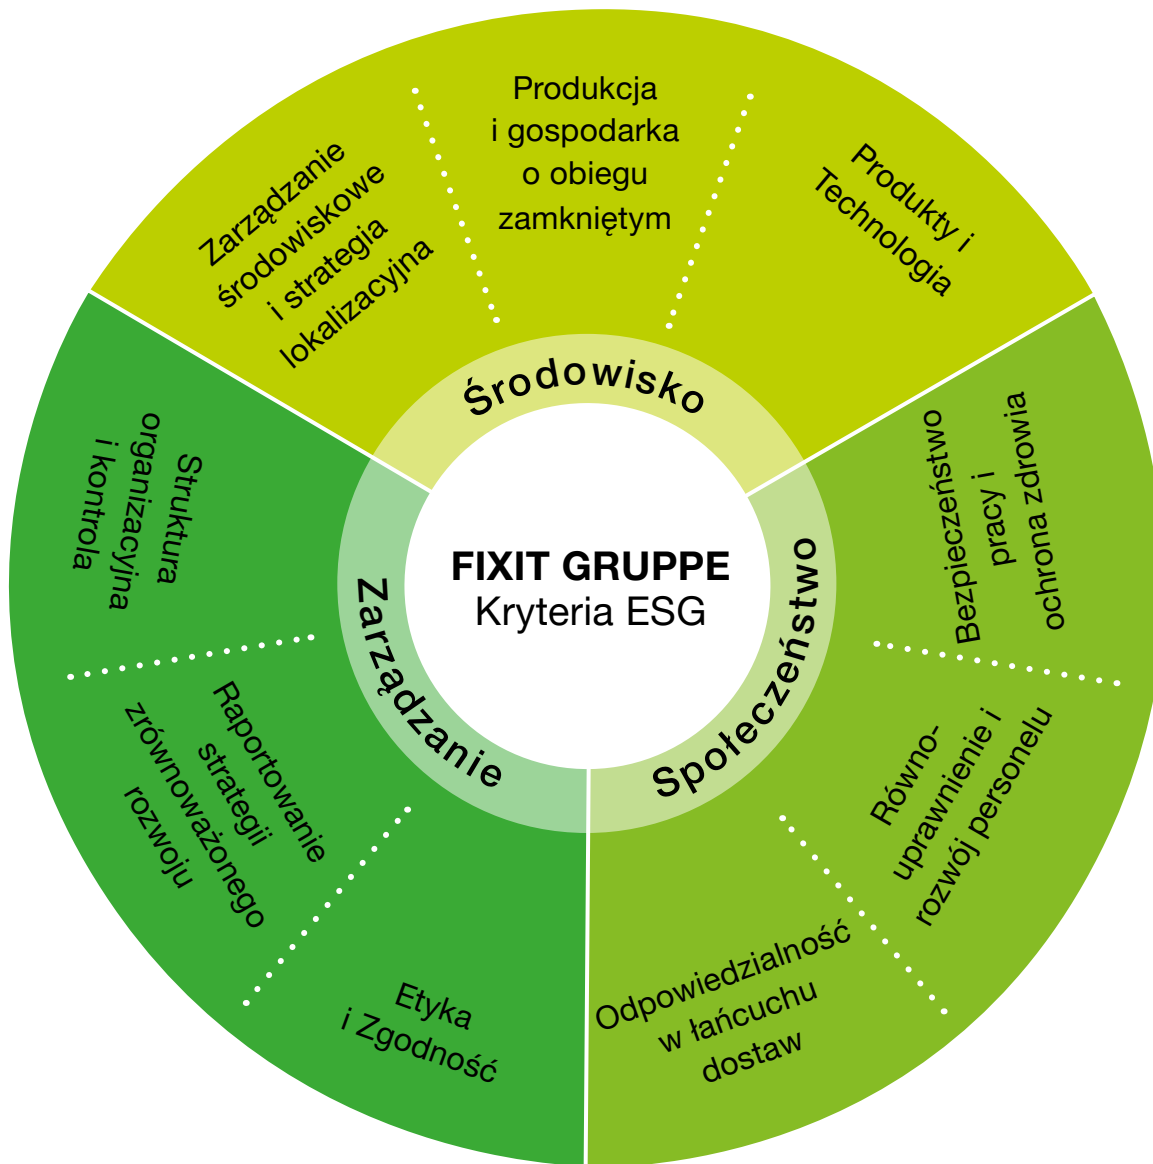 Produkcja
i gospodarka
o obiegu
zamkniętym
Produkty i
Technologia
Bezpieczeństwo
pracy i
ochrona zdrowia
Równo-
uprawnienie i
rozwój personelu
Odpowiedzialność
w łańcuchu
dostaw
Etyka
i Zgodność
Raportowanie
strategii
zrównoważonego
rozwoju
Struktura
organizacyjna
i kontrola
Zarządzanie
środowiskowe
i strategia
lokalizacyjna
Środowisko
Społeczeństwo
Zarządzanie
FIXIT GRUPPE
Kryteria ESG